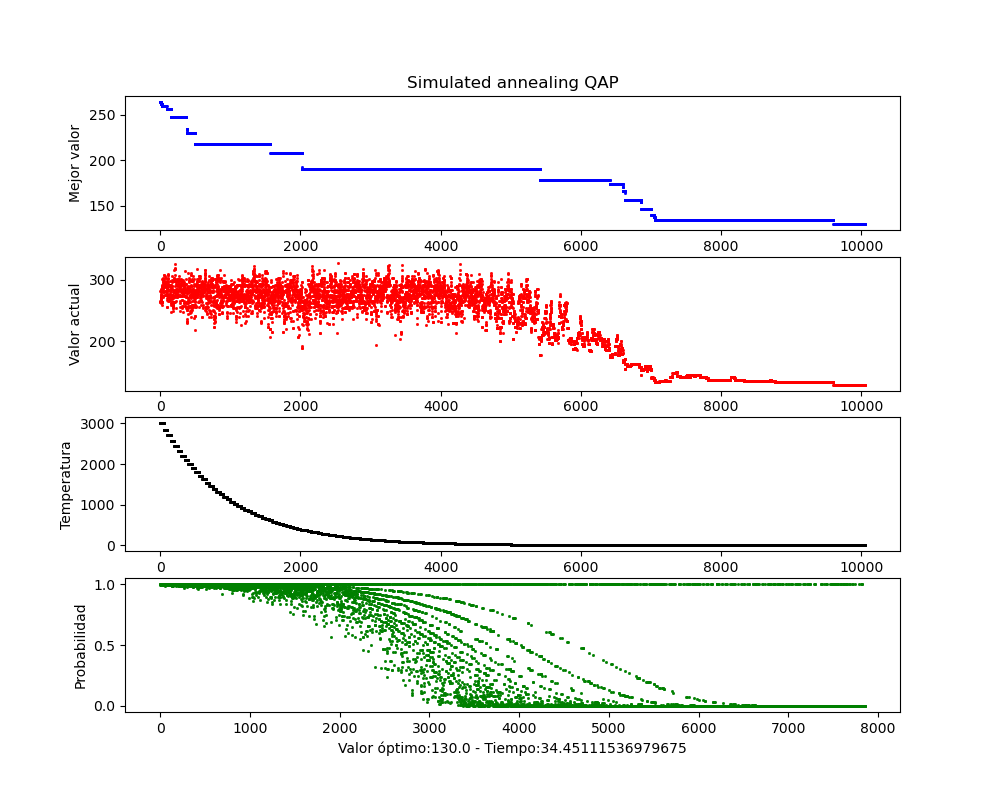 Simulated annealing QAP
Mejor valor
250
200
150
0 2000 4000 6000 8000 10000
Valor actual
300
200
0 2000 4000 6000 8000 10000
Temperatura
3000
2000
1000
0
0 2000 4000 6000 8000 10000
Probabilidad
1.0
0.5
0.0
0 1000 2000 3000 4000 5000 6000 7000 8000
Valor óptimo:130.0 - Tiempo:34.45111536979675